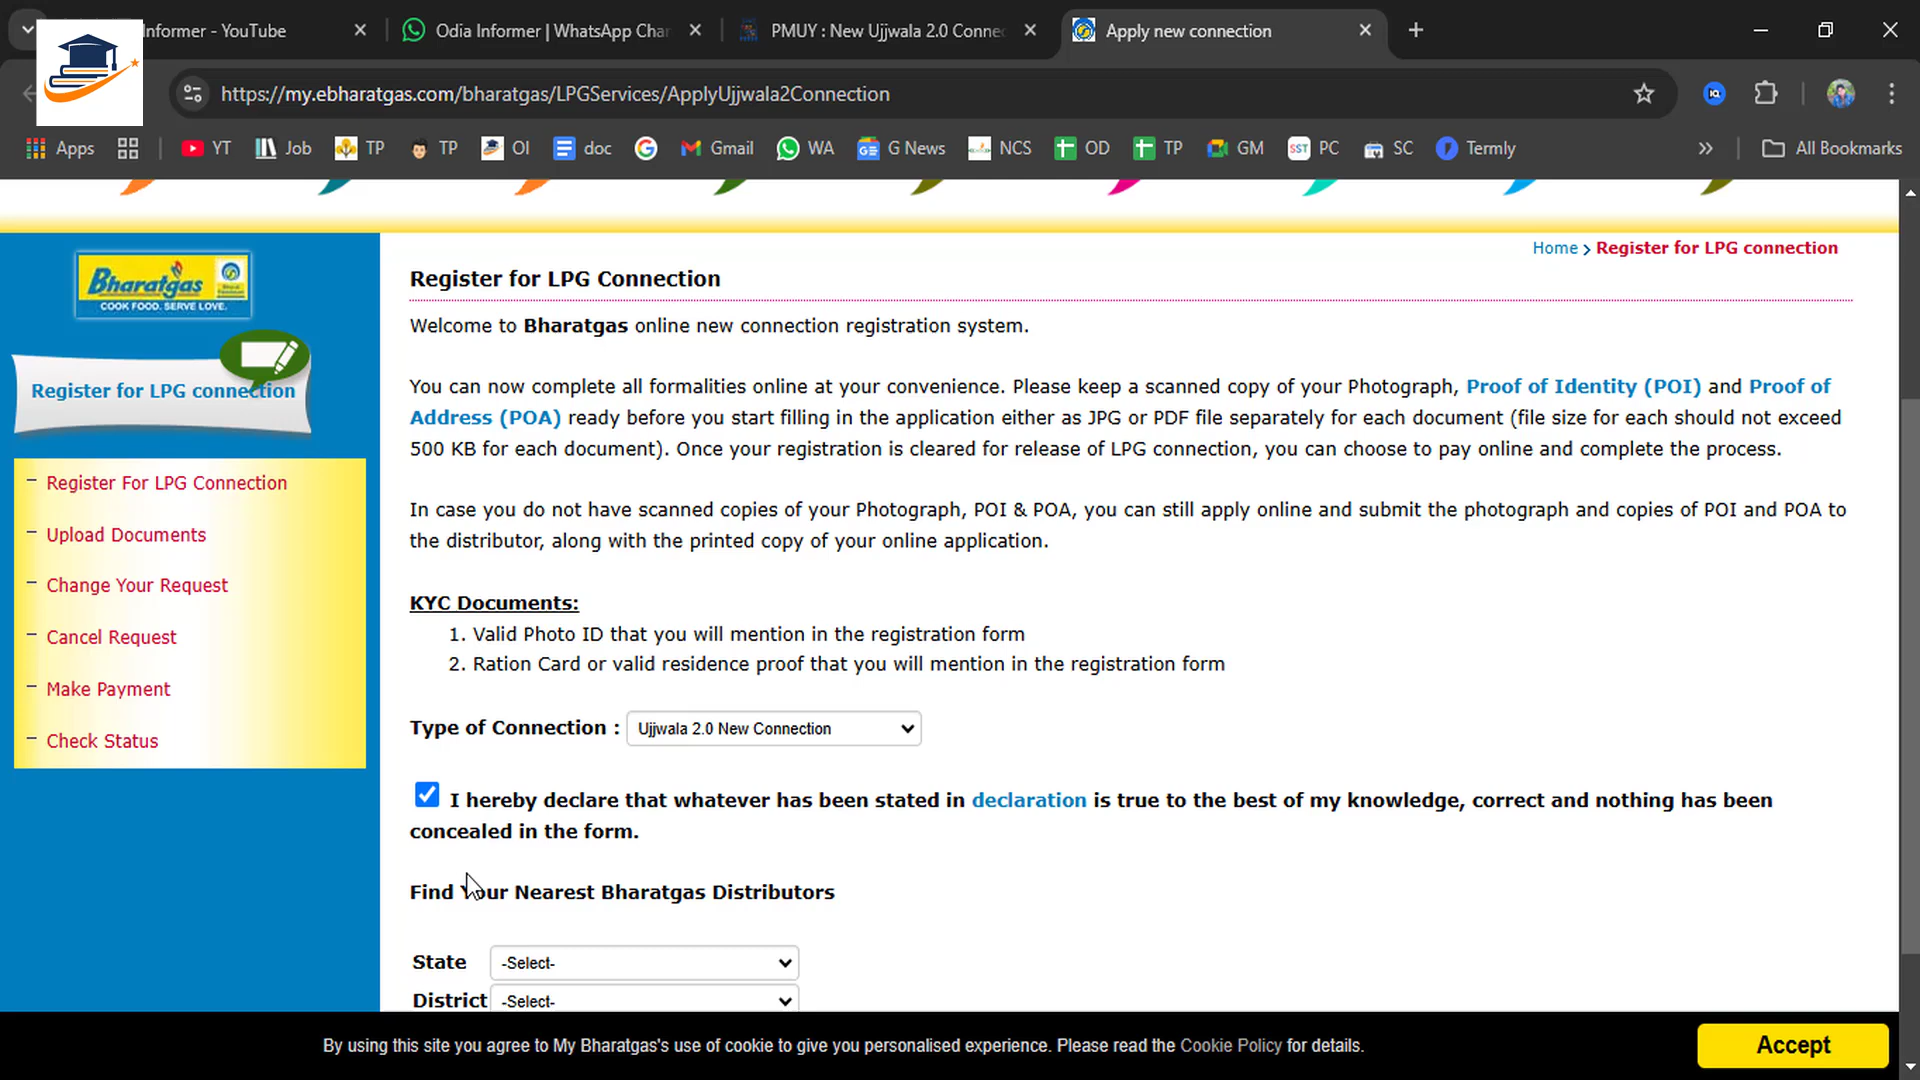 Informer - YouTube
Odia Informer | WhatsApp Chan
PMUY : New Ujjwala 2.0 Connec
Apply new connection
https://my.ebharatgas.com/bharatgas/LPGServices/ApplyUjjwala2Connection
Apps YT Job TP TP OI doc Gmail WA G News NCS OD TP GM PC SC Termly » All Bookmarks
Home > Register for LPG connection
Bharatgas
COOK FOOD. SERVE LOVE.
Register for LPG connection
- Register For LPG Connection
- Upload Documents
- Change Your Request
- Cancel Request
- Make Payment
- Check Status
Register for LPG Connection
Welcome to Bharatgas online new connection registration system.
You can now complete all formalities online at your convenience. Please keep a scanned copy of your Photograph, Proof of Identity (POI) and Proof of
Address (POA) ready before you start filling in the application either as JPG or PDF file separately for each document (file size for each should not exceed
500 KB for each document). Once your registration is cleared for release of LPG connection, you can choose to pay online and complete the process.
In case you do not have scanned copies of your Photograph, POI & POA, you can still apply online and submit the photograph and copies of POI and POA to
the distributor, along with the printed copy of your online application.
KYC Documents:
1. Valid Photo ID that you will mention in the registration form
2. Ration Card or valid residence proof that you will mention in the registration form
Type of Connection : Ujjwala 2.0 New Connection
I hereby declare that whatever has been stated in declaration is true to the best of my knowledge, correct and nothing has been
concealed in the form.
Find Your Nearest Bharatgas Distributors
State -Select-
District -Select-
By using this site you agree to My Bharatgas's use of cookie to give you personalised experience. Please read the Cookie Policy for details.
Accept